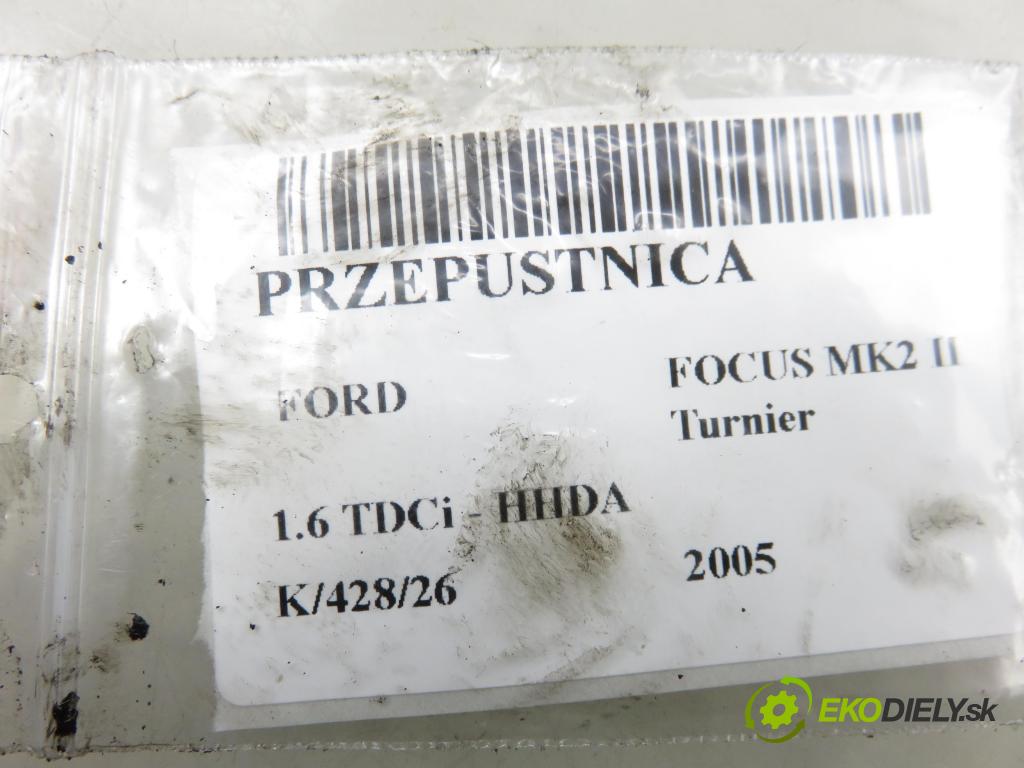 PRZEPUSTNICA
FORD
FOCUS MK2 II
Turnier
1.6 TDCi - HHDA
K/428/26
2005
EKODIELY.sk